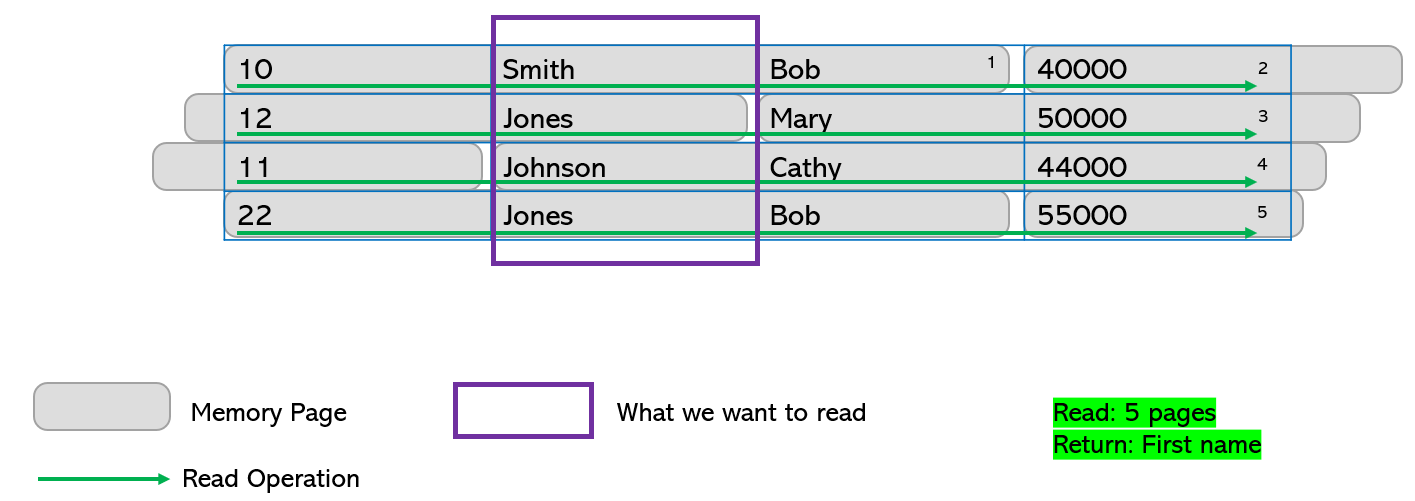 10 Smith Bob 1 40000 2
12 Jones Mary 50000 3
11 Johnson Cathy 44000 4
22 Jones Bob 55000 5
Memory Page What we want to read Read: 5 pages
Return: First name
Read Operation